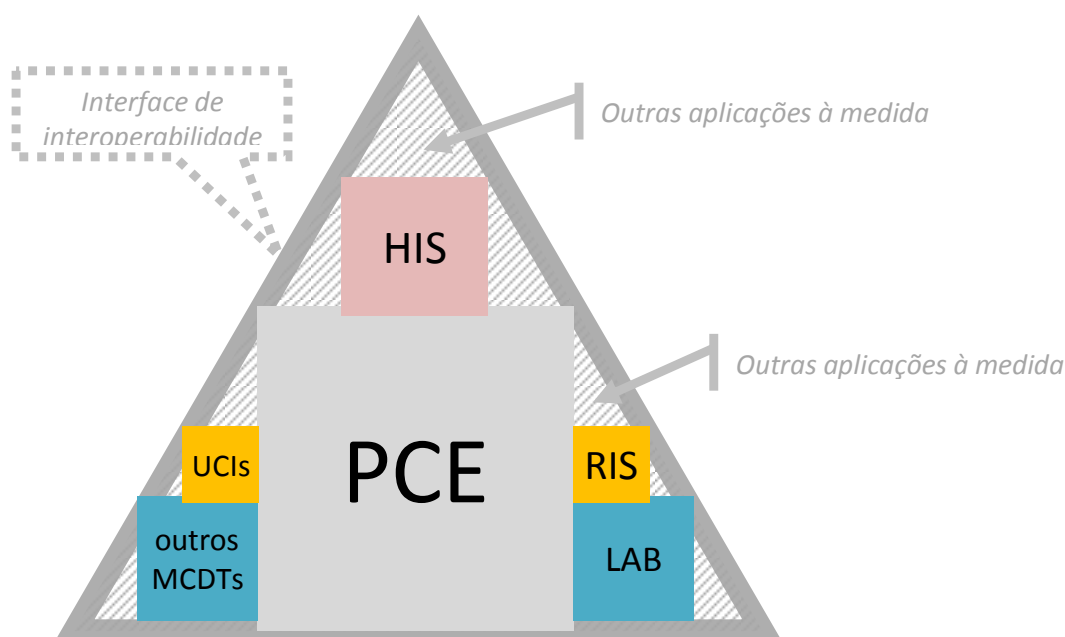 Interface de
interoperabilidade
Outras aplicações à medida
HIS
Outras aplicações à medida
PCE
UCIs
RIS
outros
MCDTs
LAB